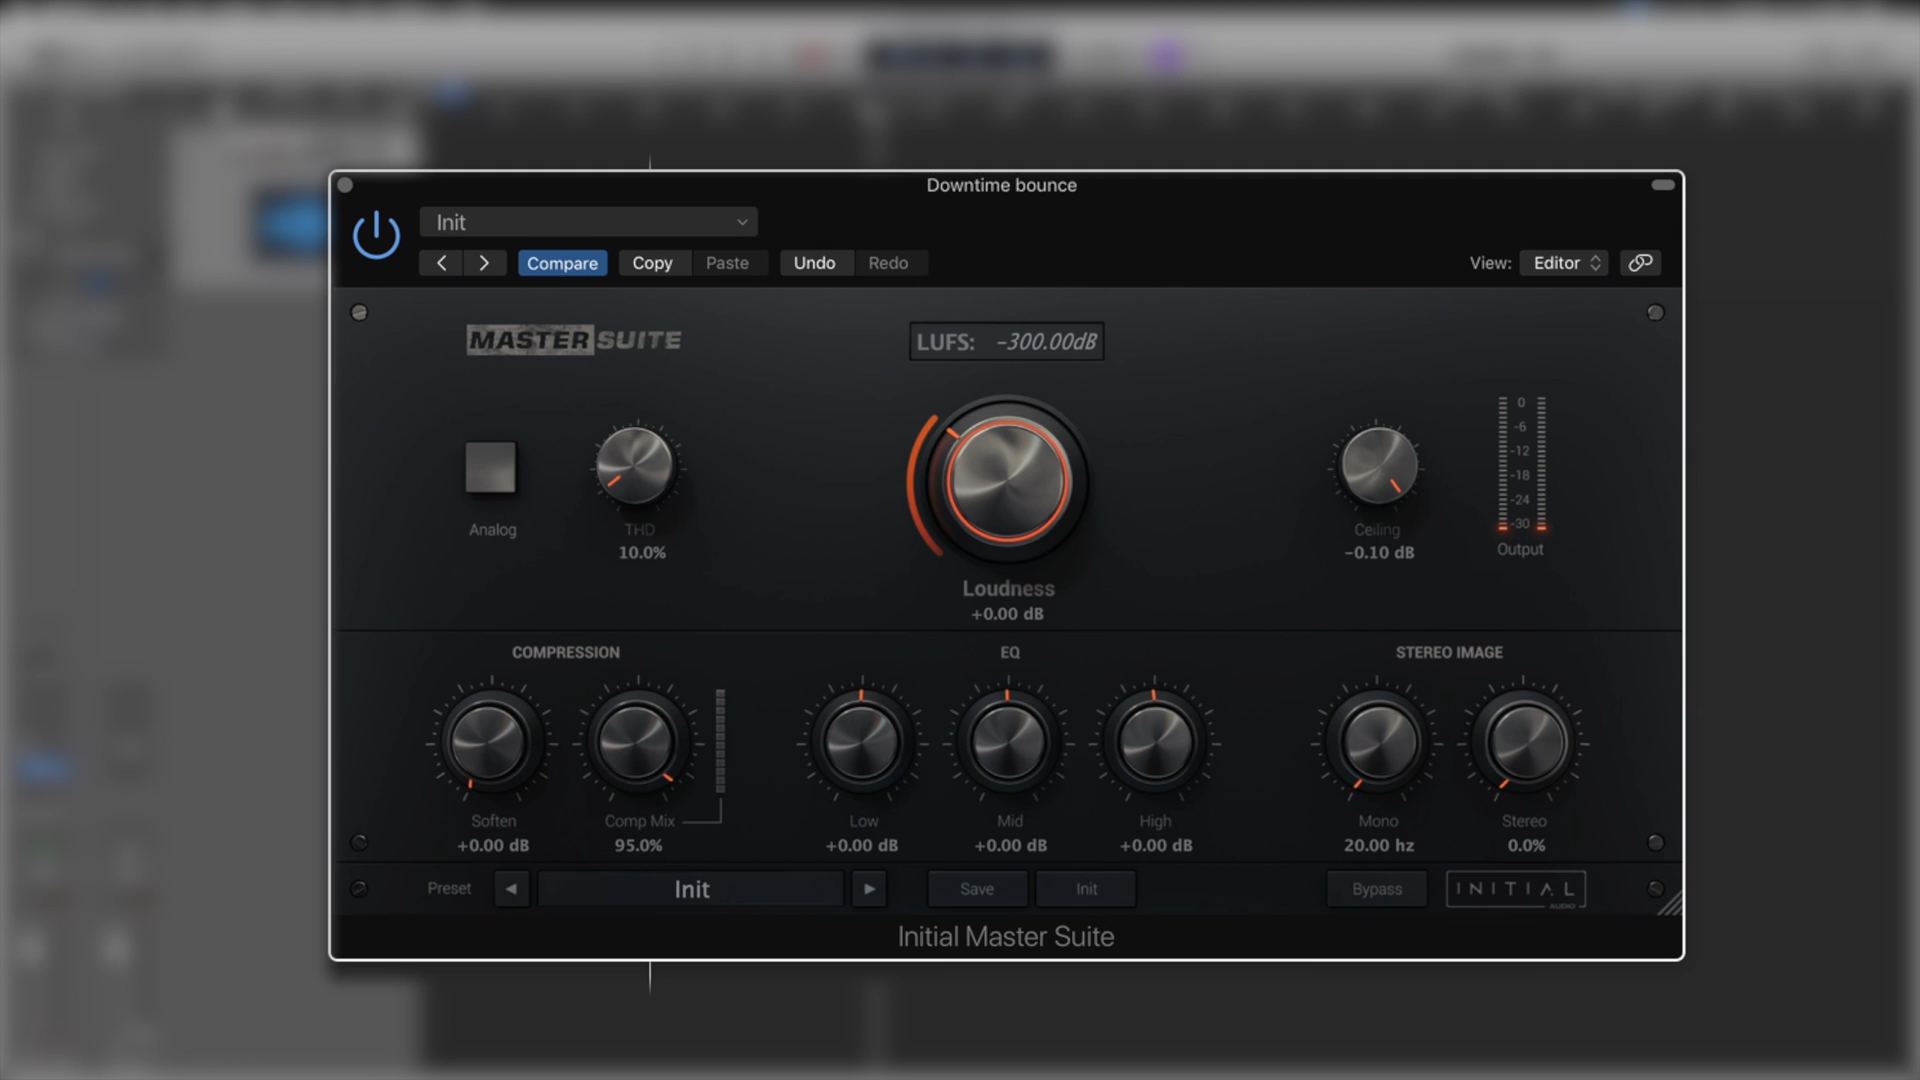 Downtime bounce
Init
Compare
Copy
Paste
Undo
Redo
View:
Editor
MASTER SUITE
LUFS: -300.00dB
0
-6
-12
-18
-24
-30
Analog
THD
10.0%
Ceiling
-0.10 dB
Output
Loudness
+0.00 dB
COMPRESSION
EQ
STEREO IMAGE
Soften
+0.00 dB
Comp Mix
95.0%
Low
+0.00 dB
Mid
+0.00 dB
High
+0.00 dB
Mono
20.00 hz
Stereo
0.0%
Preset
Init
Save
Init
Bypass
INITIAL
AUDIO
Initial Master Suite